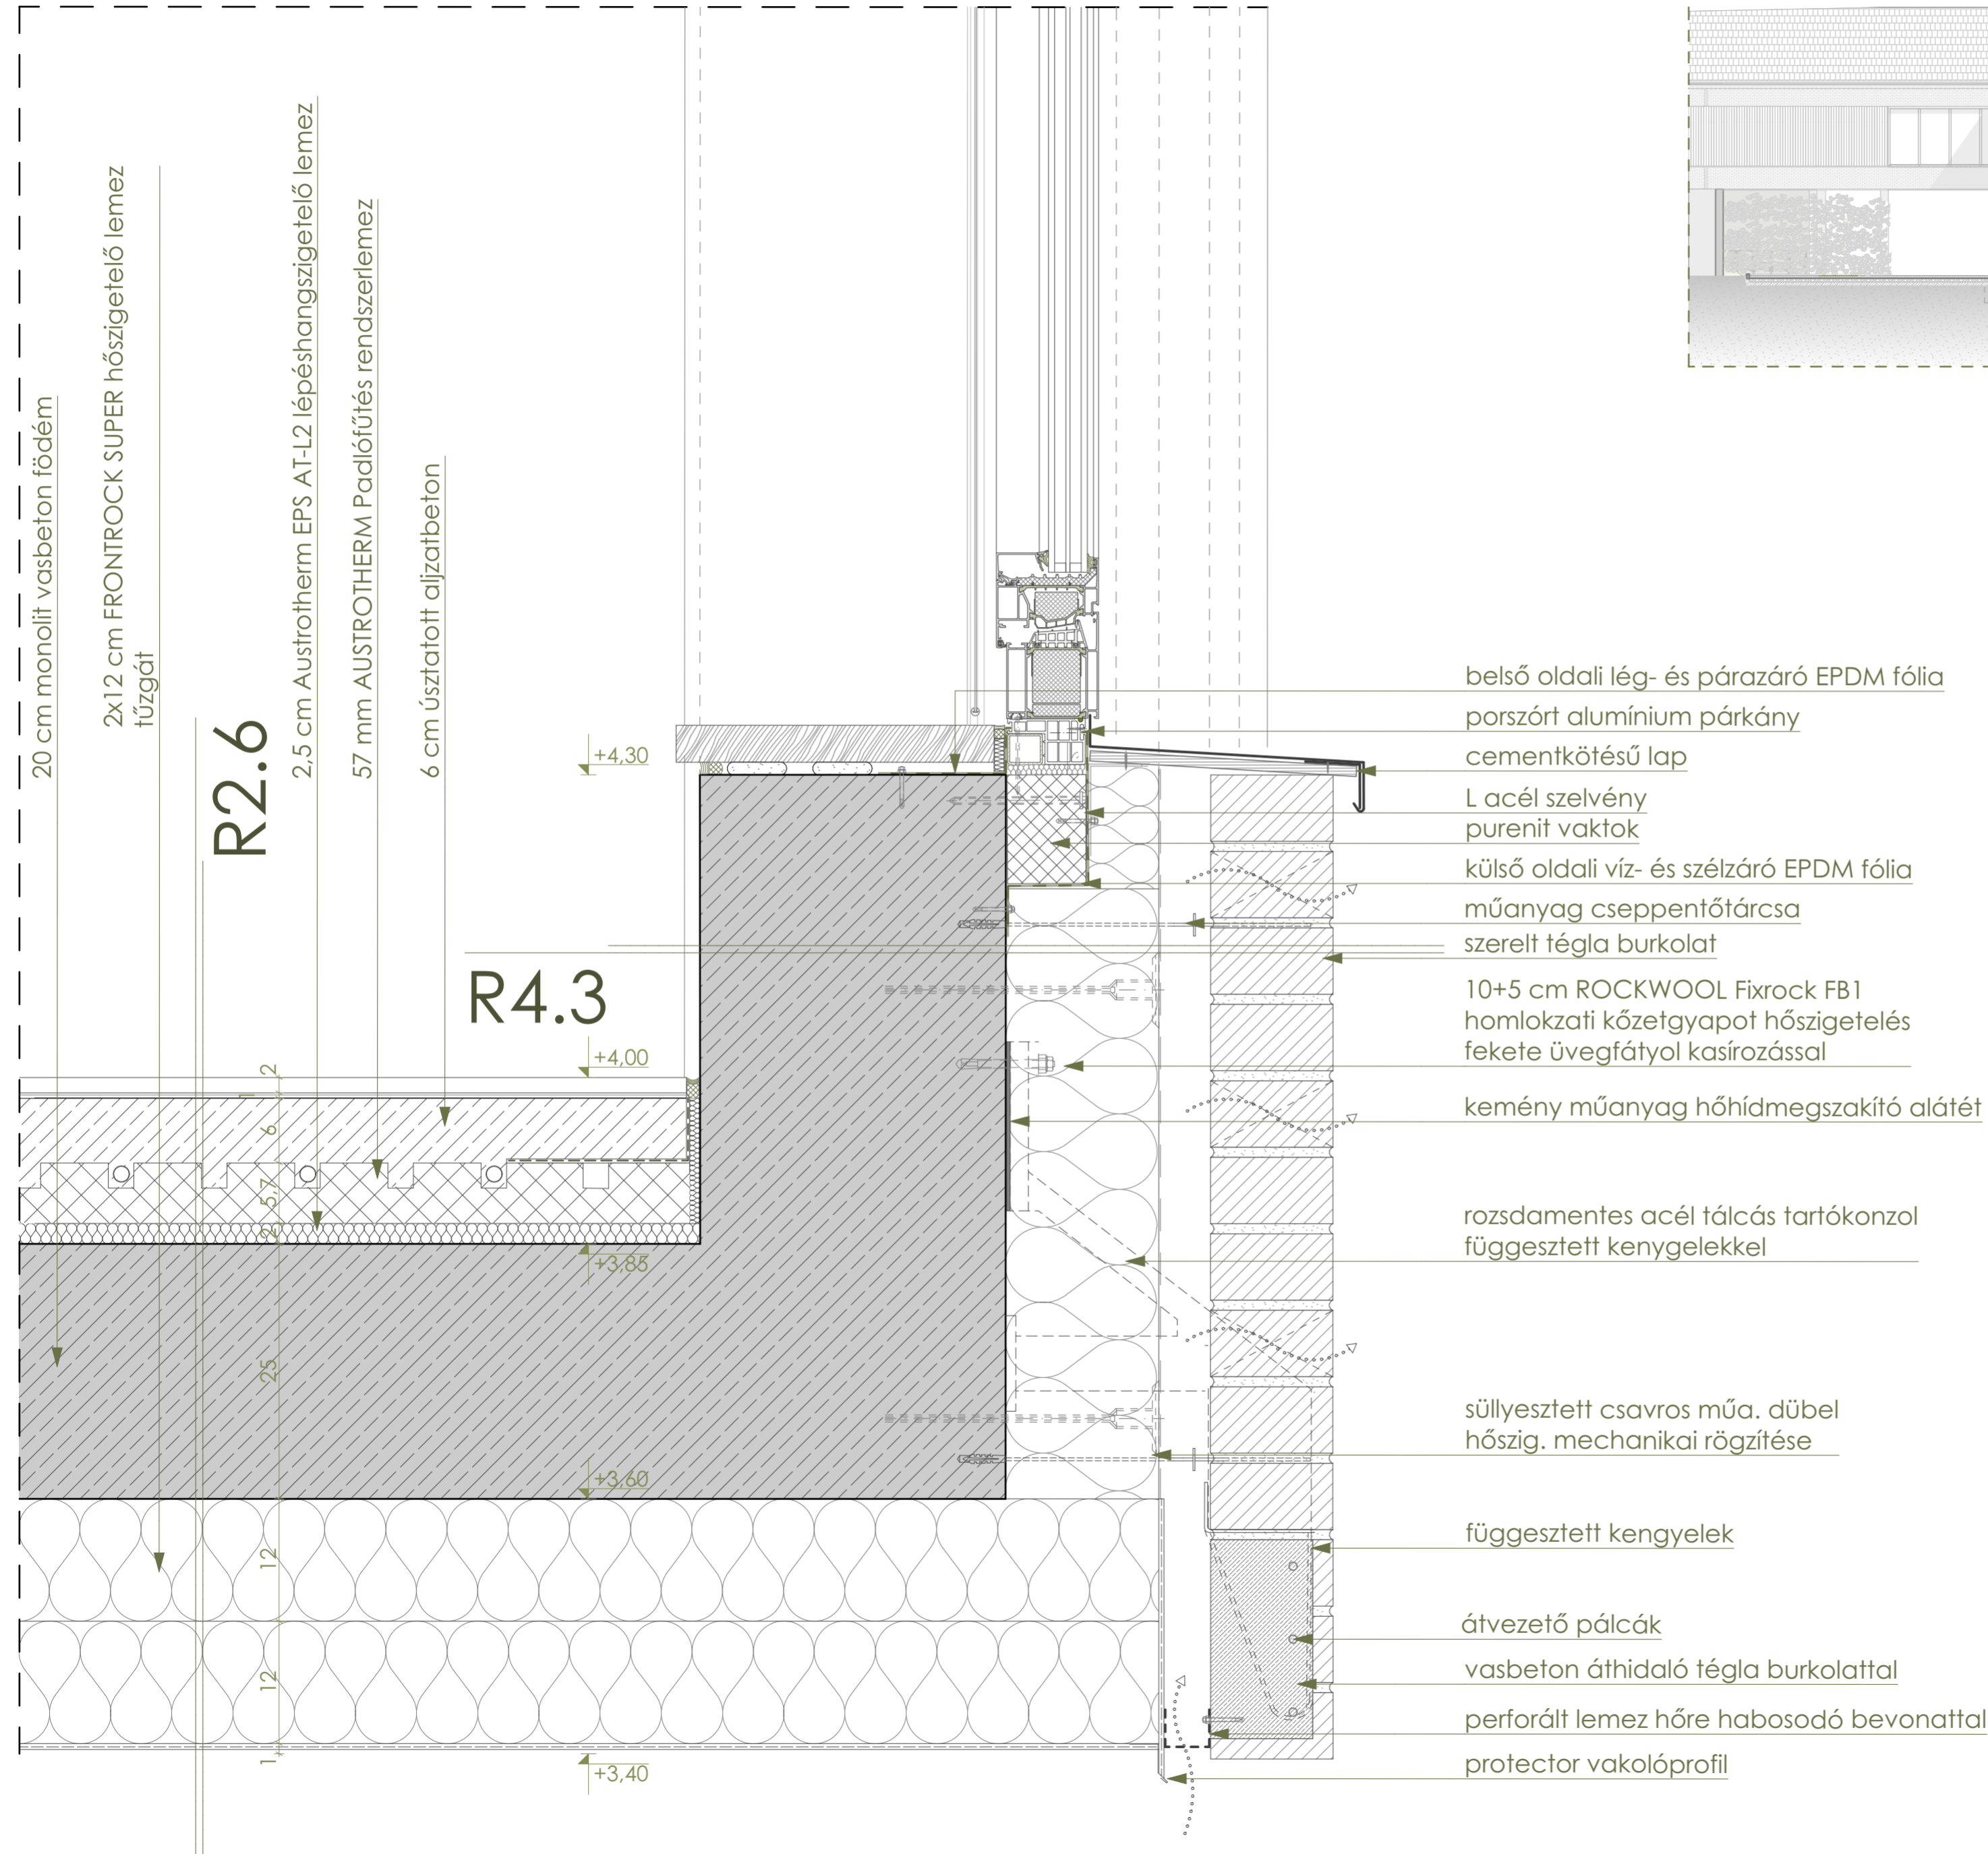 20 cm monolit vasbeton födém
2x12 cm FRONTROCK SUPER hőszigetelő lemez
tűzgát
R2.6
2,5 cm Austrotherm EPS AT-L2 lépéshangszigetelő lemez
57 mm AUSTROTHERM Padlófűtés rendszerlemez
6 cm úsztatott aljzatbeton
belső oldali lég- és párazáró EPDM fólia
porszórt alumínium párkány
cementkötésű lap
L acél szelvény
purenit vaktok
külső oldali víz- és szélzáró EPDM fólia
műanyag cseppentőtárcsa
szerelt tégla burkolat
10+5 cm ROCKWOOL Fixrock FB1
homlokzati kőzetgyapot hőszigetelés
fekete üvegfátyol kasírozással
kemény műanyag hőhídmegszakító alátét
rozsdamentes acél tálcás tartókonzol
függesztett kenygelekkel
süllyesztett csavros műa. dübel
hőszig. mechanikai rögzítése
függesztett kengyelek
átvezető pálcák
vasbeton áthidaló tégla burkolattal
perforált lemez hőre habosodó bevonattal
protector vakolóprofil
R4.3
+4,30
+4,00
+3,85
+3,60
+3,40
2
1
6
5,7
2
25
12
12
1